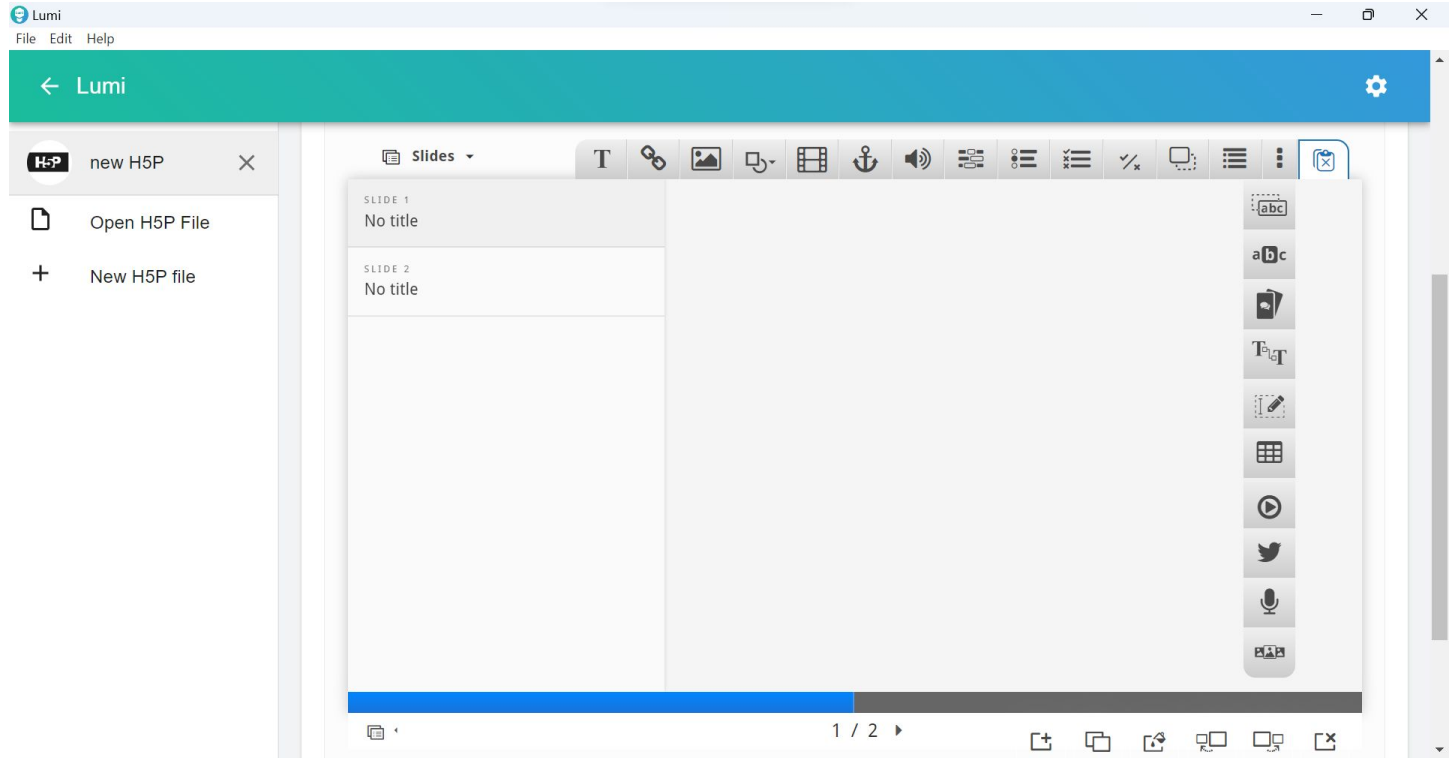 Lumi
File Edit Help
Lumi
H-P new H5P
Open H5P File
New H5P file
Slides
T
SLIDE 1
No title
SLIDE 2
No title
abc
abc
T T
1 / 2